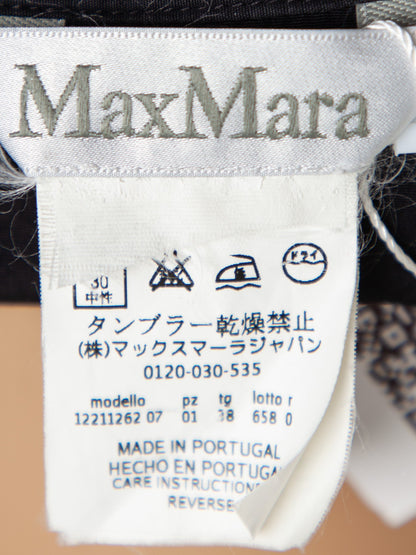 MaxMara
30
中性
ドライ
タンブラー乾燥禁止
(株)マックスマーラジャパン
0120-030-535
modello pz tg lotto r
12211262 07 01 38 658 0
MADE IN PORTUGAL
HECHO EN PORTUGAL
CARE INSTRUCTIONS
REVERSE